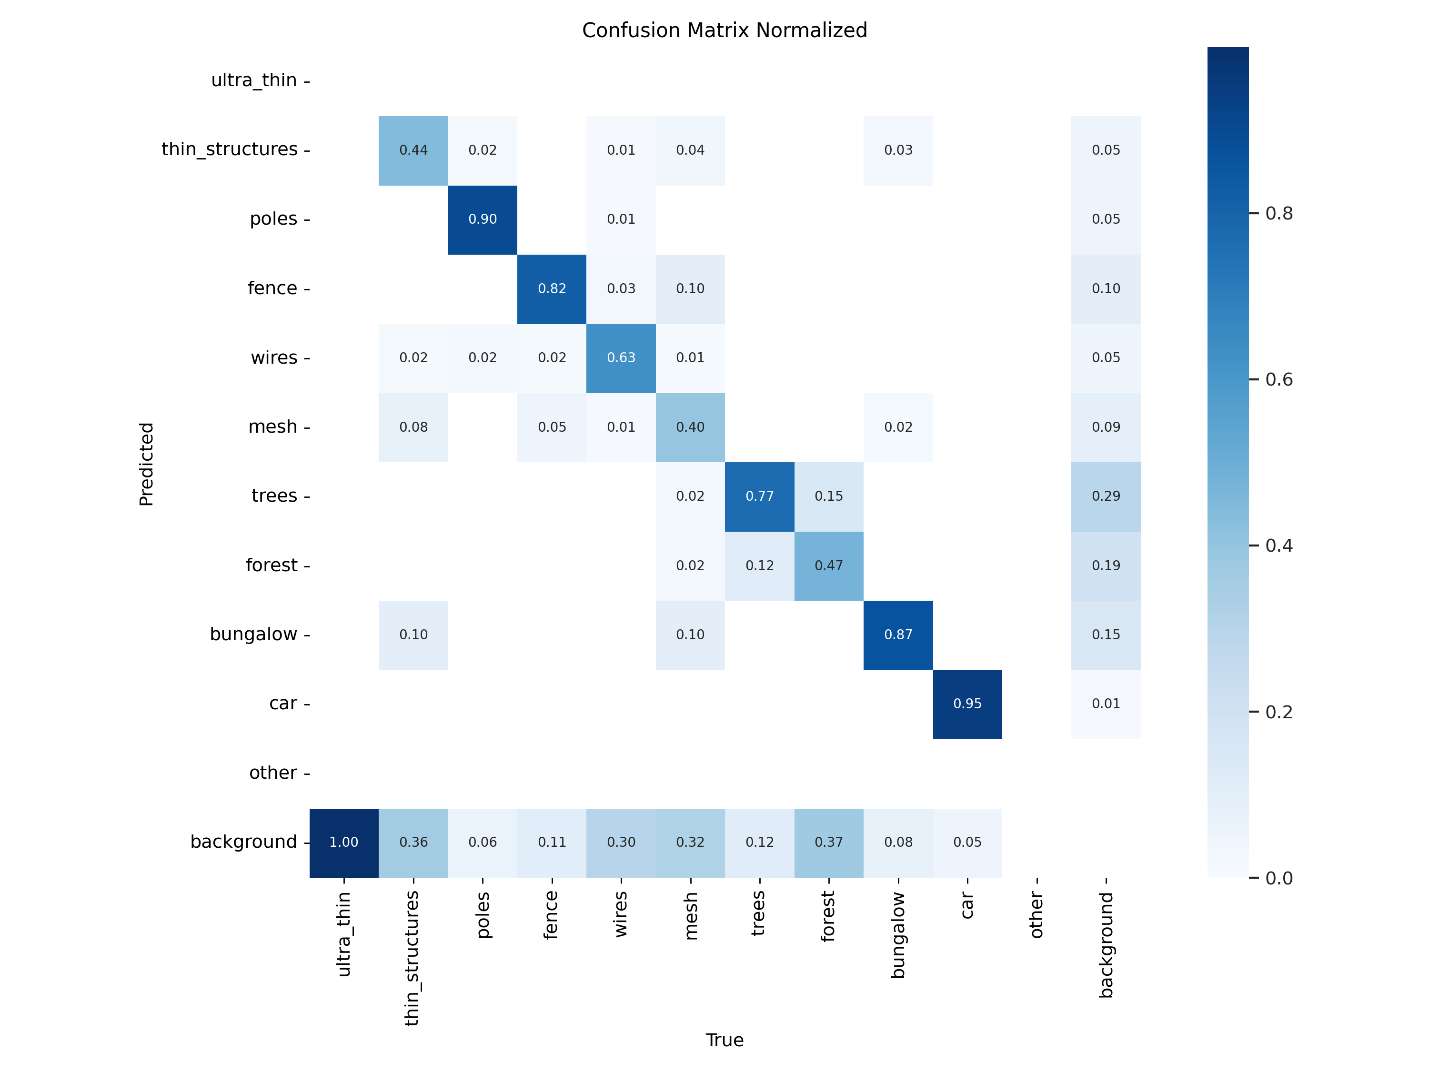 Confusion Matrix Normalized
ultra_thin
thin_structures 0.44 0.02 0.01 0.04 0.03 0.05
poles 0.90 0.01 0.05
fence 0.82 0.03 0.10 0.10
wires 0.02 0.02 0.02 0.63 0.01 0.05
mesh 0.08 0.05 0.01 0.40 0.02 0.09
trees 0.02 0.77 0.15 0.29
forest 0.02 0.12 0.47 0.19
bungalow 0.10 0.10 0.87 0.15
car 0.95 0.01
other
background 1.00 0.36 0.06 0.11 0.30 0.32 0.12 0.37 0.08 0.05
Predicted
ultra_thin
thin_structures
poles
fence
wires
mesh
trees
forest
bungalow
car
other
background
True
0.8
0.6
0.4
0.2
0.0